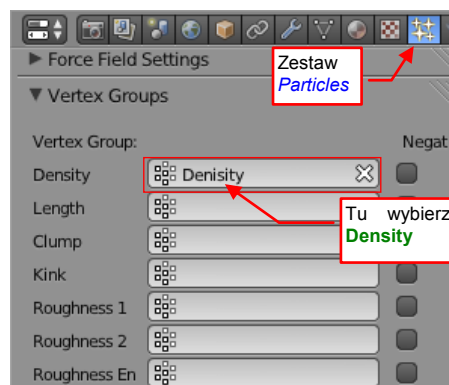 Force Field Settings
Zestaw
Particles
Vertex Groups
Vertex Group:
Negat
Density
Denisity
Length
Tu wybierz
Density
Clump
Kink
Roughness 1
Roughness 2
Roughness En